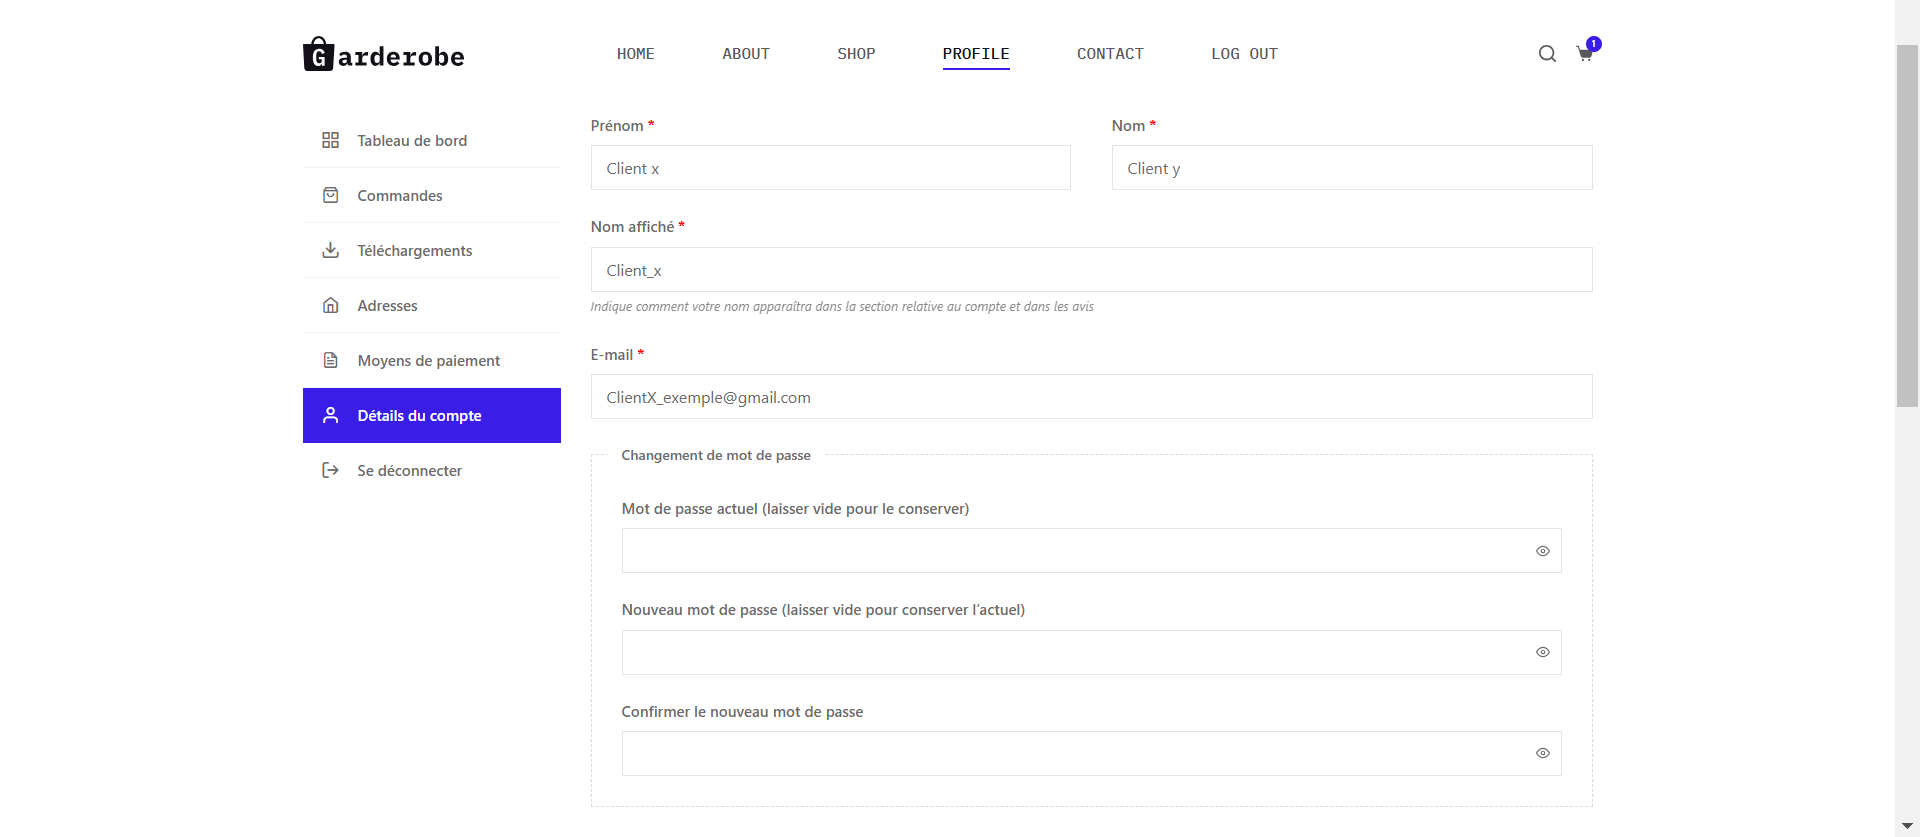 Garderobe
HOME ABOUT SHOP PROFILE CONTACT LOG OUT
1
Tableau de bord
Commandes
Téléchargements
Adresses
Moyens de paiement
Détails du compte
Se déconnecter
Prénom *
Client x
Nom *
Client y
Nom affiché *
Client_x
Indique comment votre nom apparaîtra dans la section relative au compte et dans les avis
E-mail *
ClientX_exemple@gmail.com
Changement de mot de passe
Mot de passe actuel (laisser vide pour le conserver)
Nouveau mot de passe (laisser vide pour conserver l’actuel)
Confirmer le nouveau mot de passe